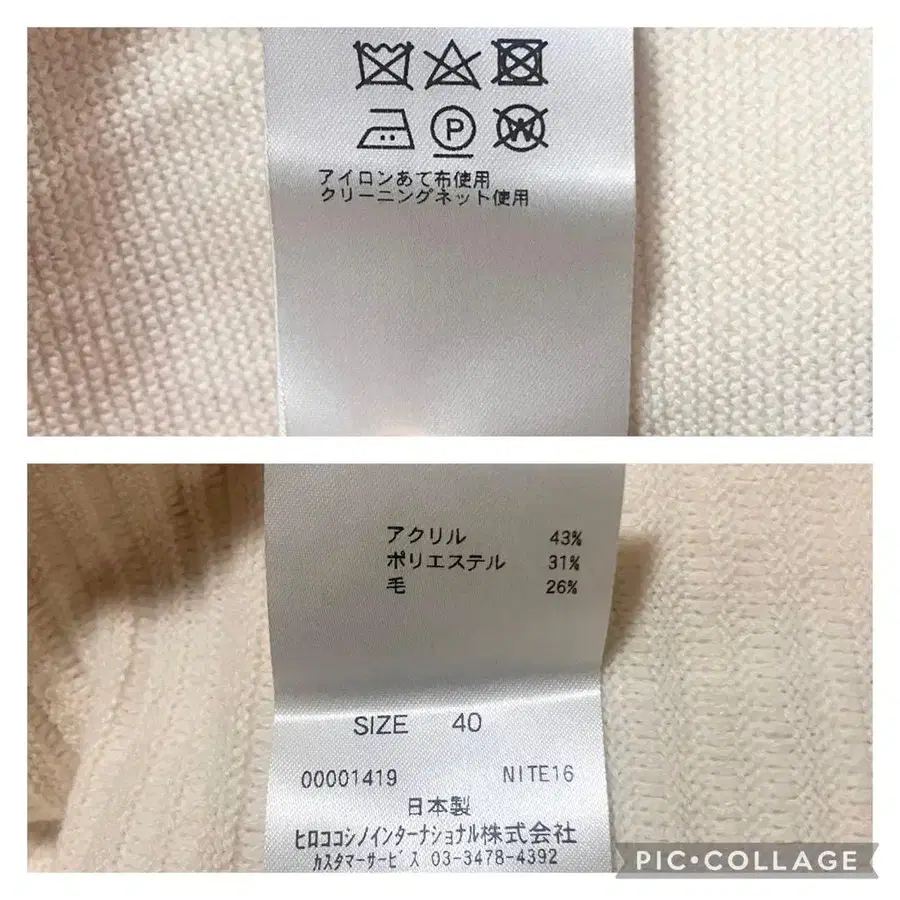 P
W
アイロンあて布使用
クリーニングネット使用
アクリル 43%
ポリエステル 31%
毛 26%
SIZE 40
00001419 NITE16
日本製
ヒロココシノインターナショナル株式会社
カスタマーサービス 03-3478-4392
PIC•COLLAGE